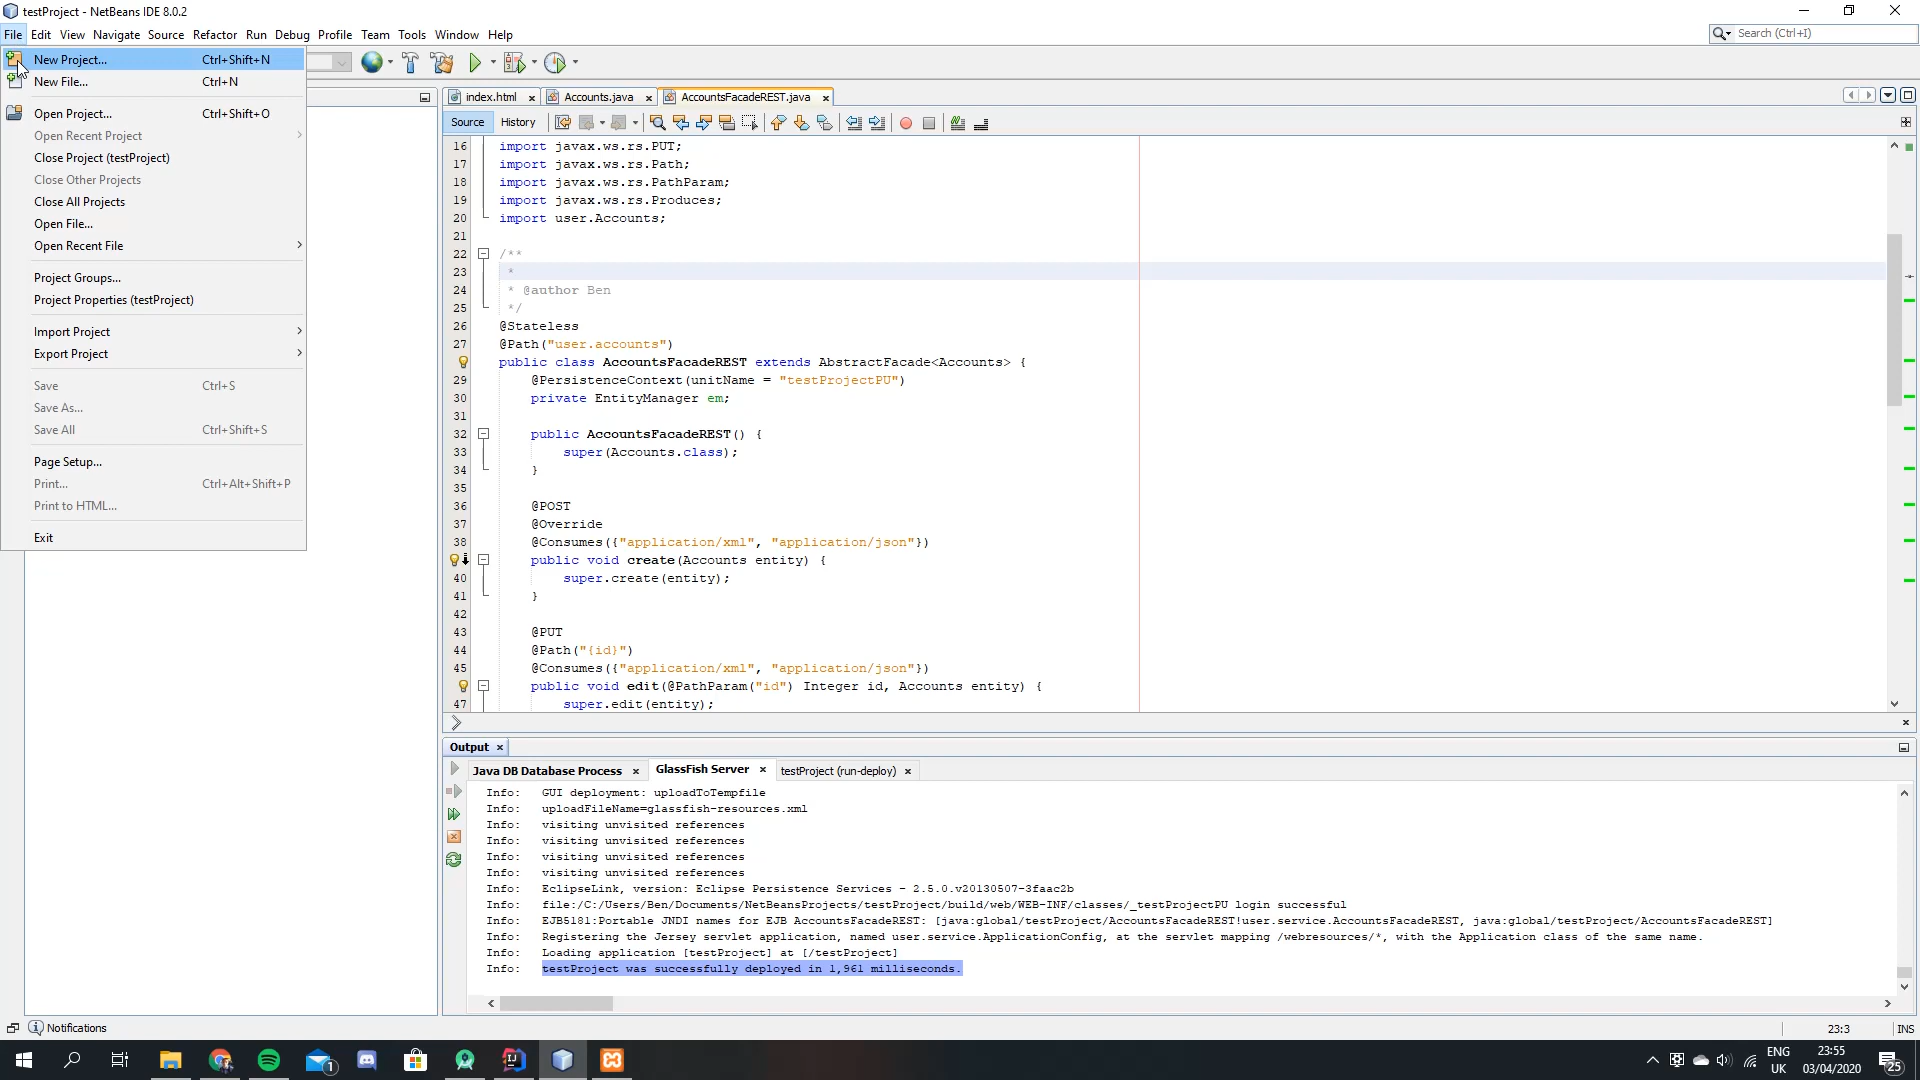 testProject - NetBeans IDE 8.0.2
File Edit View Navigate Source Refactor Run Debug Profile Team Tools Window Help
Search (Ctrl+I)
New Project... Ctrl+Shift+N
New File... Ctrl+N
Open Project... Ctrl+Shift+O
Open Recent Project
Close Project (testProject)
Close Other Projects
Close All Projects
Open File...
Open Recent File
Project Groups...
Project Properties (testProject)
Import Project
Export Project
Save Ctrl+S
Save As...
Save All Ctrl+Shift+S
Page Setup...
Print... Ctrl+Alt+Shift+P
Print to HTML...
Exit
index.html Accounts.java AccountsFacadeREST.java
Source History
16 import javax.ws.rs.PUT;
17 import javax.ws.rs.Path;
18 import javax.ws.rs.PathParam;
19 import javax.ws.rs.Produces;
20 import user.Accounts;
21
22 /**
23 *
24 * @author Ben
25 */
26 @Stateless
27 @Path("user.accounts")
public class AccountsFacadeREST extends AbstractFacade<Accounts> {
29 @PersistenceContext(unitName = "testProjectPU")
30 private EntityManager em;
31
32 public AccountsFacadeREST() {
33 super(Accounts.class);
34 }
35
36 @POST
37 @Override
38 @Consumes({"application/xml", "application/json"})
public void create(Accounts entity) {
40 super.create(entity);
41 }
42
43 @PUT
44 @Path("{id}")
45 @Consumes({"application/xml", "application/json"})
public void edit(@PathParam("id") Integer id, Accounts entity) {
47 super.edit(entity);
Output
Java DB Database Process GlassFish Server testProject (run-deploy)
Info: GUI deployment: uploadToTempfile
Info: uploadFileName=glassfish-resources.xml
Info: visiting unvisited references
Info: visiting unvisited references
Info: visiting unvisited references
Info: visiting unvisited references
Info: EclipseLink, version: Eclipse Persistence Services - 2.5.0.v20130507-3faac2b
Info: file:/C:/Users/Ben/Documents/NetBeansProjects/testProject/build/web/WEB-INF/classes/_testProjectPU login successful
Info: EJB5181:Portable JNDI names for EJB AccountsFacadeREST: [java:global/testProject/AccountsFacadeREST!user.service.AccountsFacadeREST, java:global/testProject/AccountsFacadeREST]
Info: Registering the Jersey servlet application, named user.service.ApplicationConfig, at the servlet mapping /webresources/*, with the Application class of the same name.
Info: Loading application [testProject] at [/testProject]
Info: testProject was successfully deployed in 1,961 milliseconds.
Notifications
23:3 INS
1
ENG
UK
23:55
03/04/2020
25